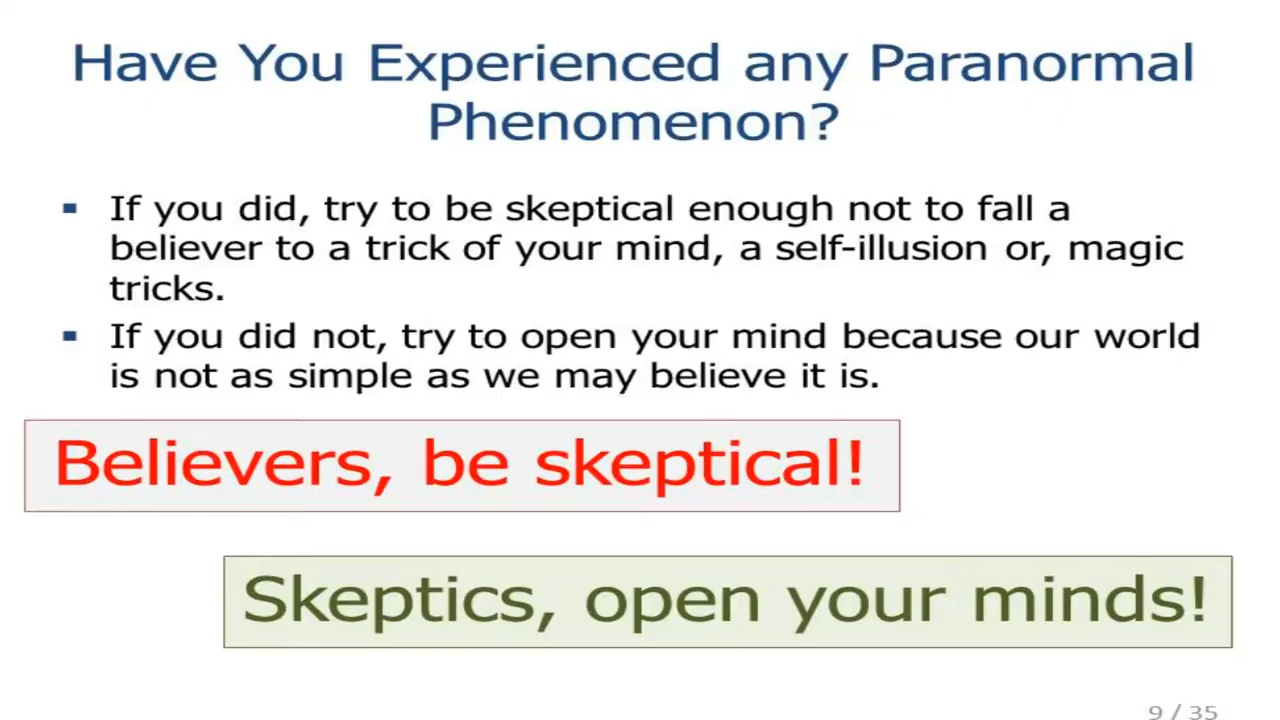 Have You Experienced any Paranormal
Phenomenon?
▪ If you did, try to be skeptical enough not to fall a
believer to a trick of your mind, a self-illusion or, magic
tricks.
▪ If you did not, try to open your mind because our world
is not as simple as we may believe it is.
Believers, be skeptical!
Skeptics, open your minds!
9 / 35